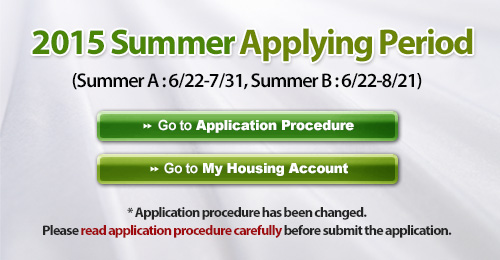 2015 Summer Applying Period
(Summer A : 6/22-7/31, Summer B : 6/22-8/21)
Go to Application Procedure
Go to My Housing Account
* Application procedure has been changed.
Please read application procedure carefully before submit the application.